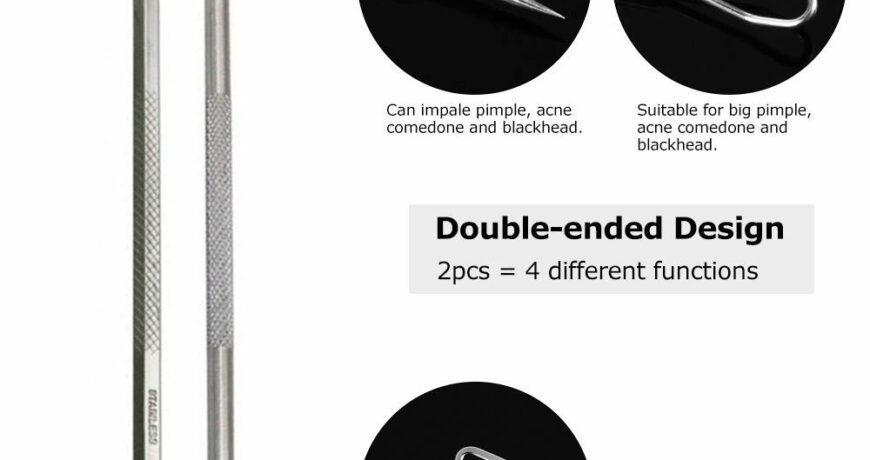 Can impale pimple, acne
comedone and blackhead.
Suitable for big pimple,
acne comedone and
blackhead.
Double-ended Design
2pcs = 4 different functions
STAINLESS